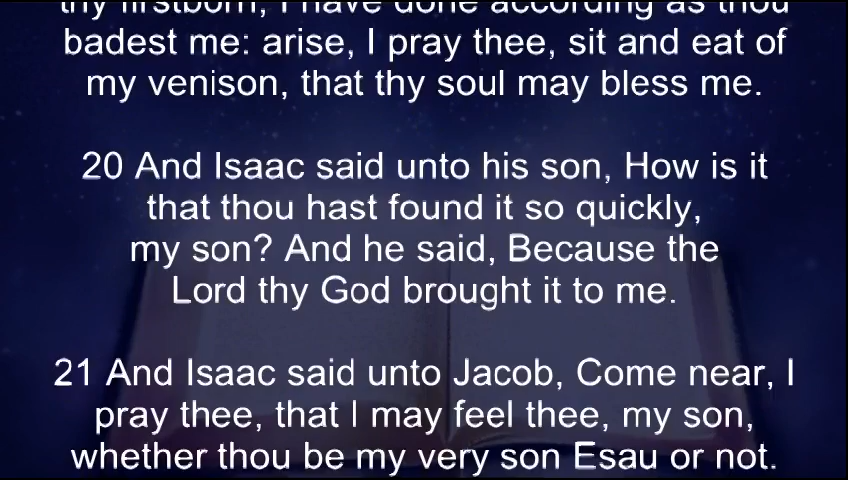 thy firstborn; I have done according as thou
badest me: arise, I pray thee, sit and eat of
my venison, that thy soul may bless me.
20 And Isaac said unto his son, How is it
that thou hast found it so quickly,
my son? And he said, Because the
Lord thy God brought it to me.
21 And Isaac said unto Jacob, Come near, I
pray thee, that I may feel thee, my son,
whether thou be my very son Esau or not.